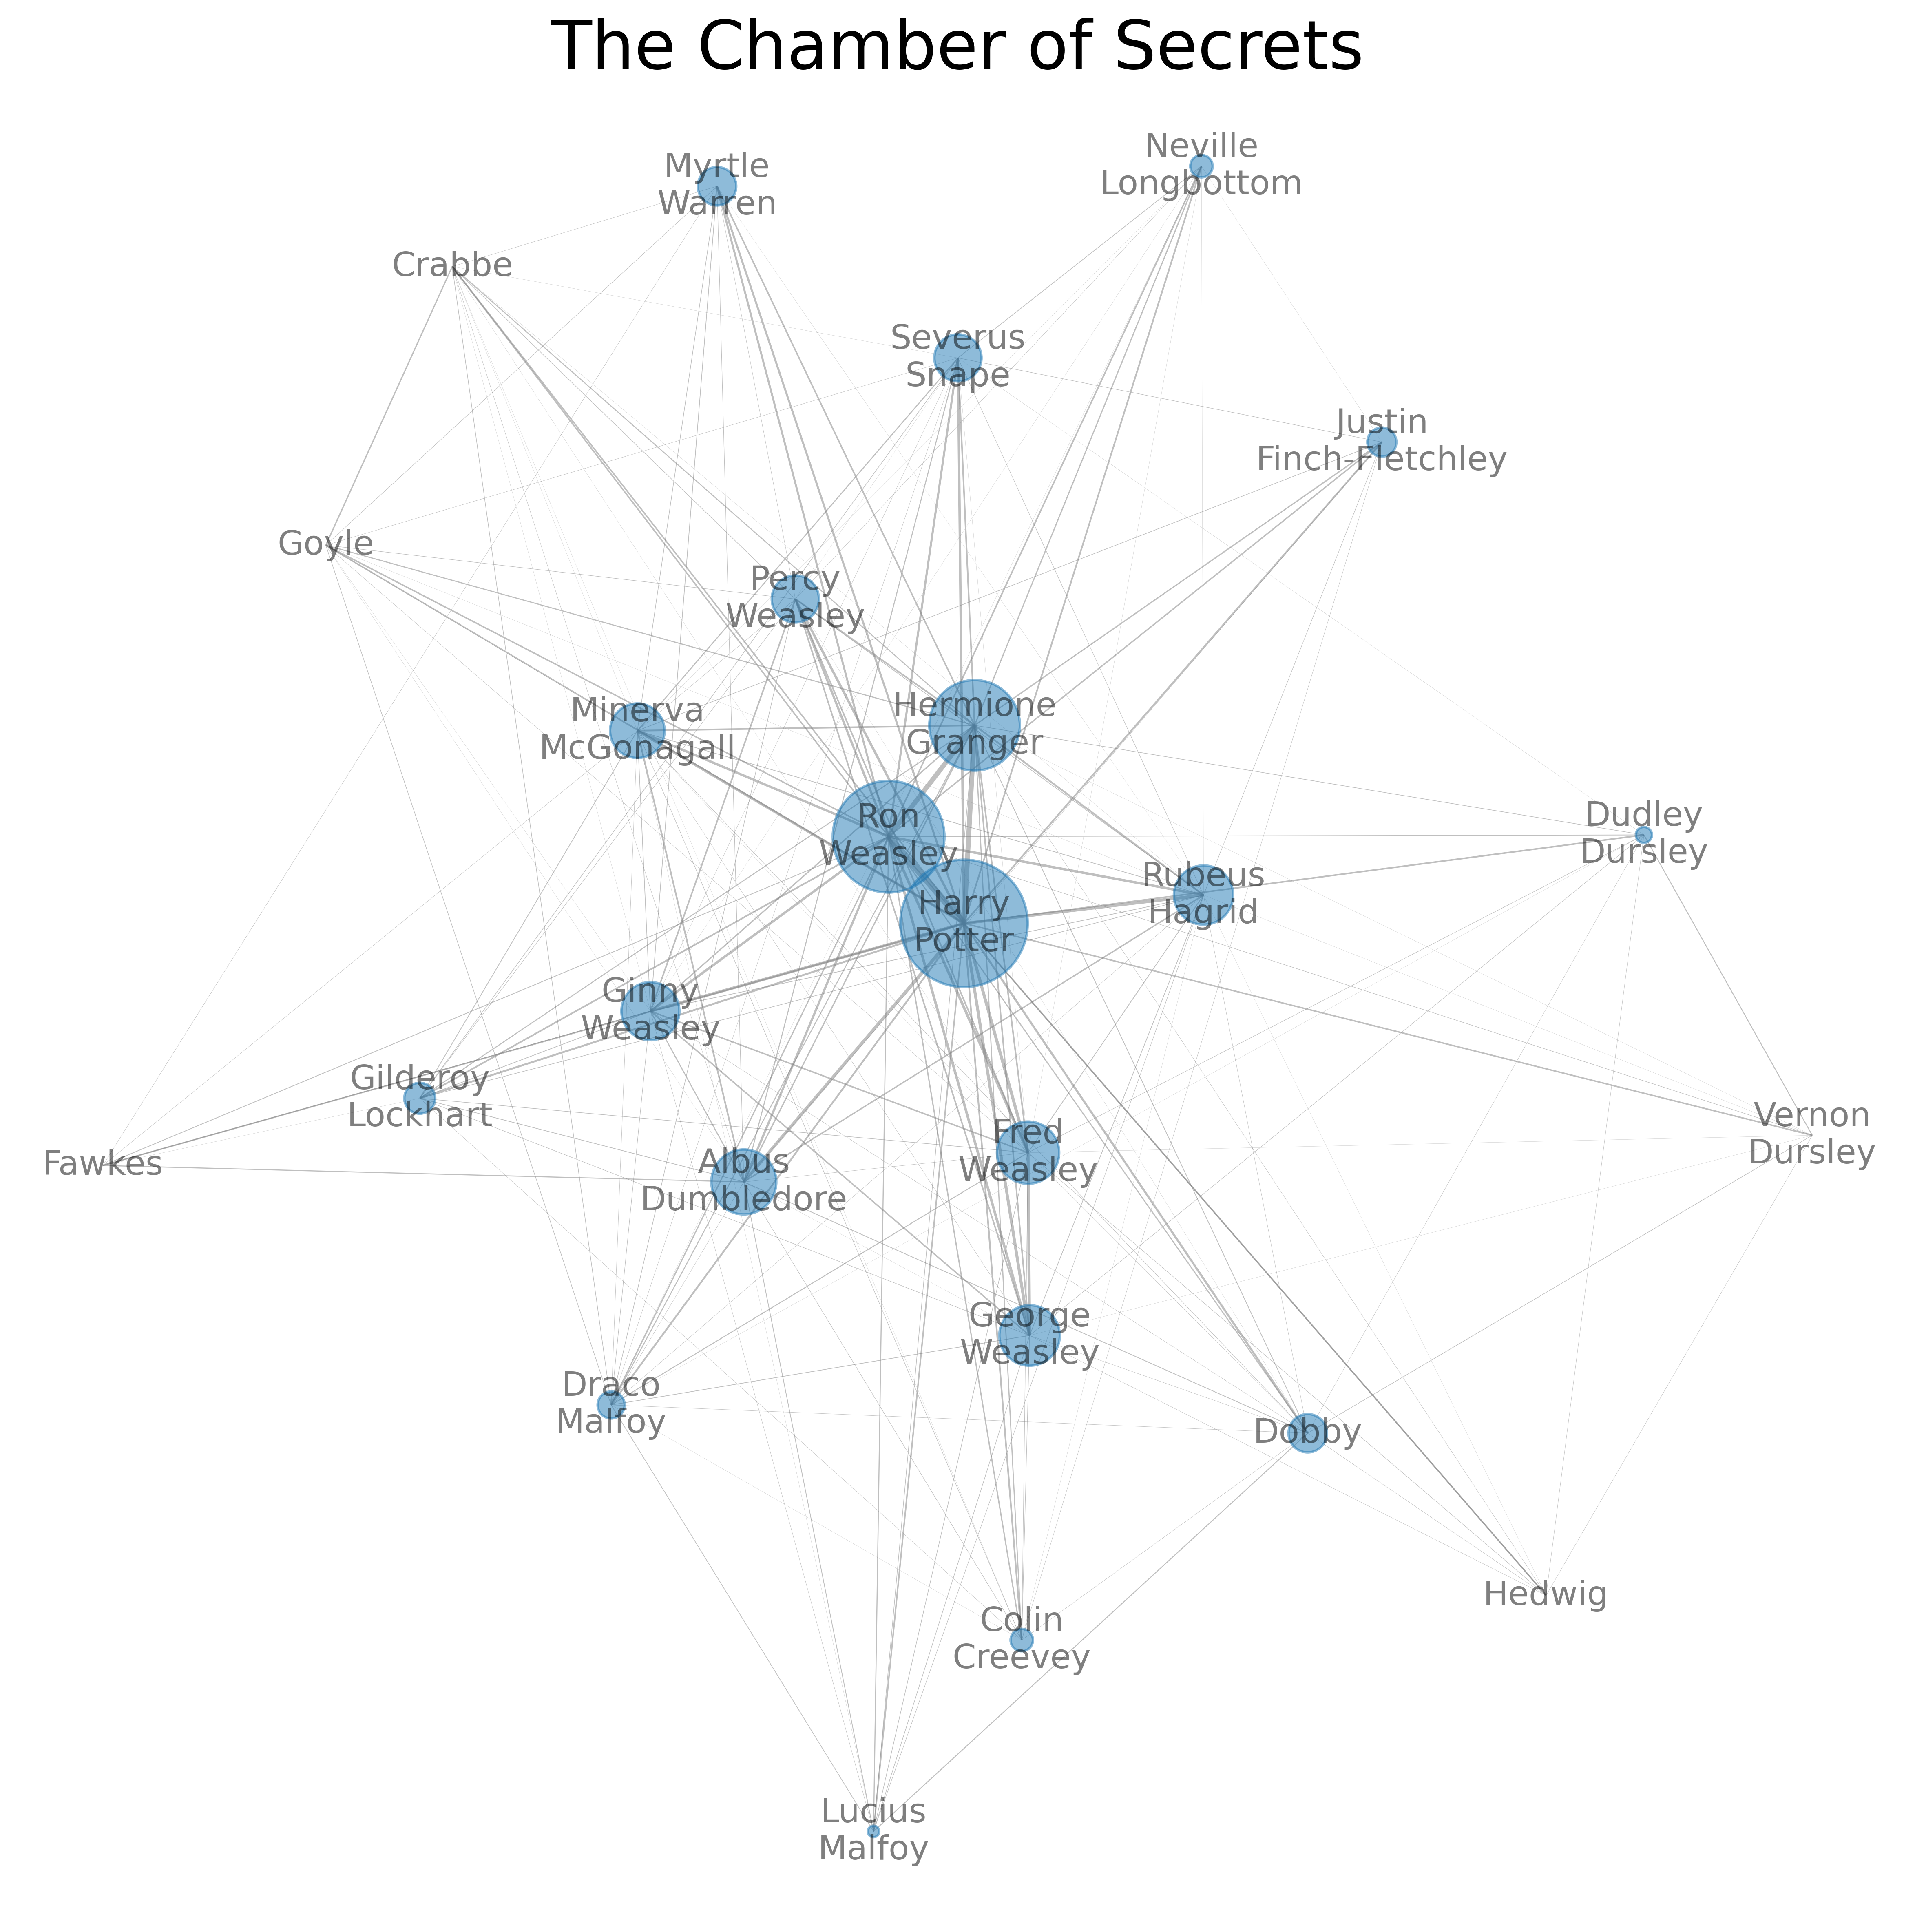 The Chamber of Secrets
Neville
Longbottom
Myrtle
Warren
Crabbe
Severus
Snape
Justin
Finch-Fletchley
Goyle
Percy
Weasley
Minerva
McGonagall
Hermione
Granger
Ron
Weasley
Dudley
Dursley
Rubeus
Hagrid
Harry
Potter
Ginny
Weasley
Gilderoy
Lockhart
Vernon
Dursley
Fred
Weasley
Fawkes
Albus
Dumbledore
George
Weasley
Draco
Malfoy
Dobby
Hedwig
Colin
Creevey
Lucius
Malfoy